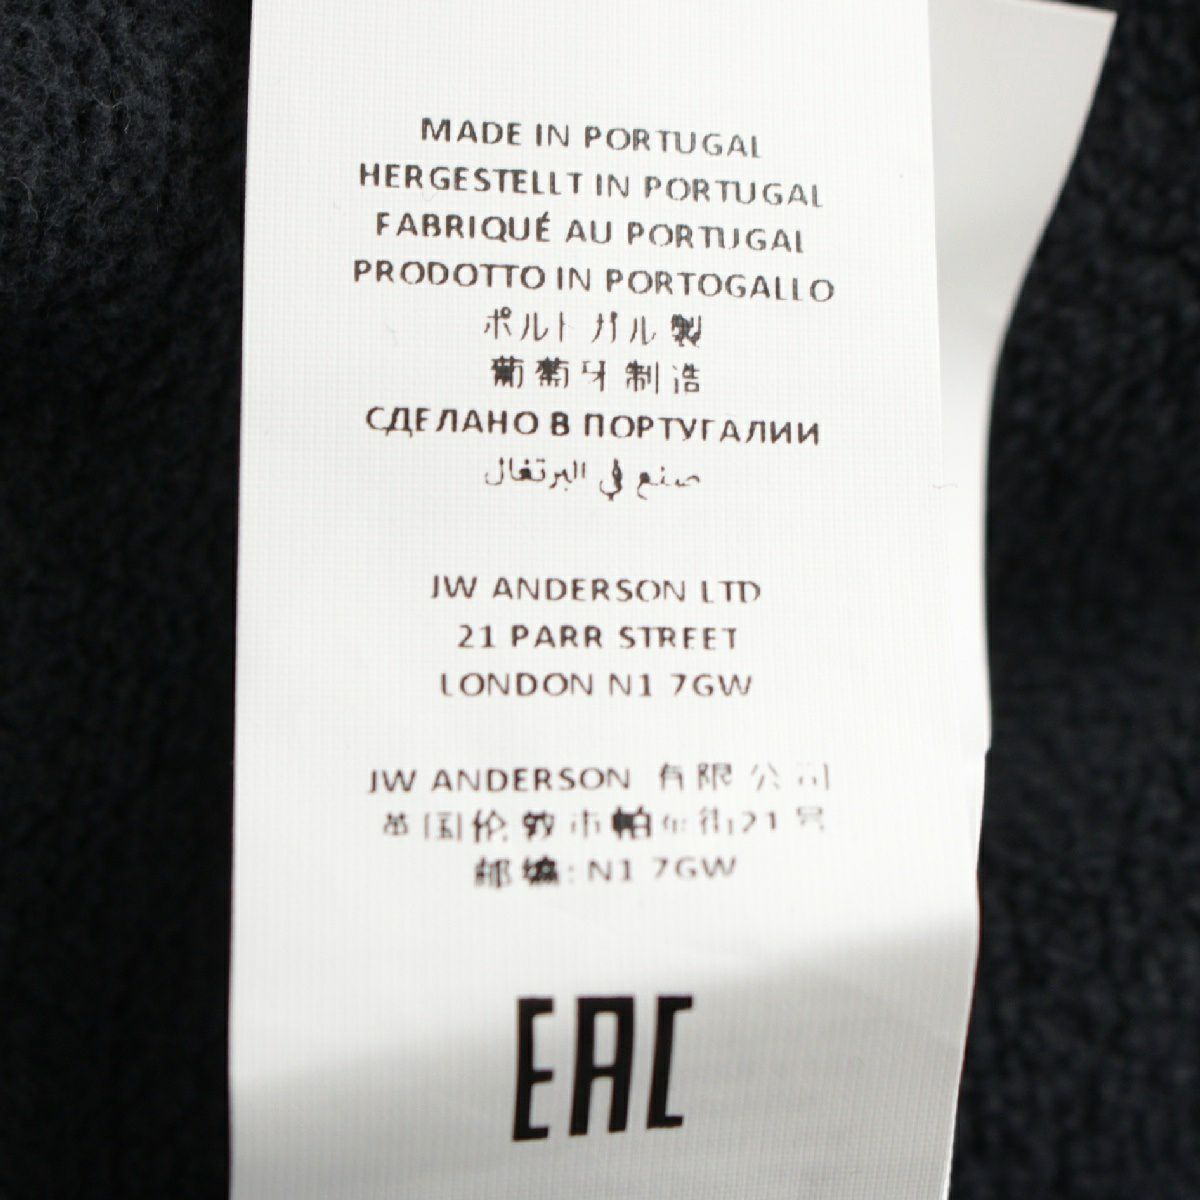 MADE IN PORTUGAL
HERGESTELLT IN PORTUGAL
FABRIQUÉ AU PORTUGAL
PRODOTTO IN PORTOGALLO
ポルトガル製
葡萄牙制造
СДЕЛАНО В ПОРТУГАЛИИ
صنع في البرتغال
JW ANDERSON LTD
21 PARR STREET
LONDON N1 7GW
JW ANDERSON 有限公司
英国伦敦市帕尔街21号
邮编: N1 7GW
EAC